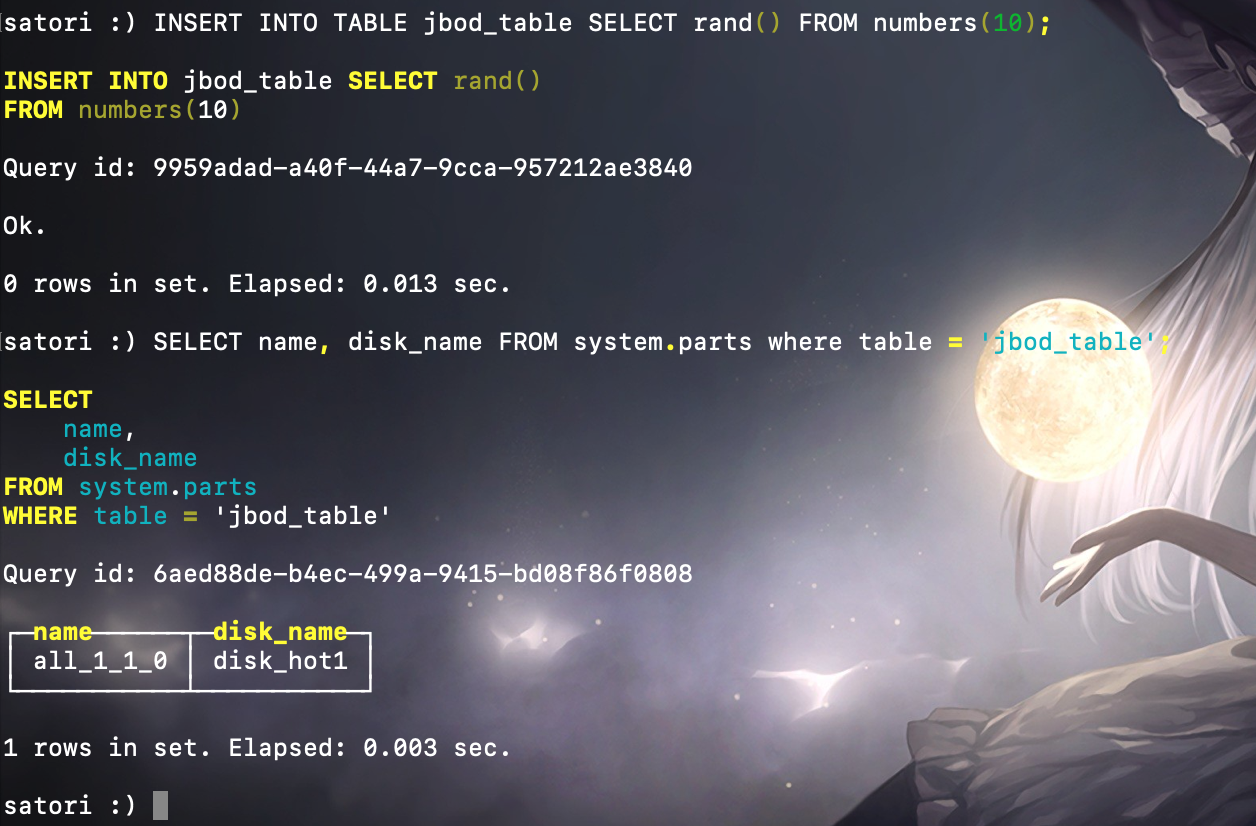 satori :) INSERT INTO TABLE jbod_table SELECT rand() FROM numbers(10);
INSERT INTO jbod_table SELECT rand()
FROM numbers(10)
Query id: 9959adad-a40f-44a7-9cca-957212ae3840
Ok.
0 rows in set. Elapsed: 0.013 sec.
satori :) SELECT name, disk_name FROM system.parts where table = 'jbod_table';
SELECT
    name,
    disk_name
FROM system.parts
WHERE table = 'jbod_table'
Query id: 6aed88de-b4ec-499a-9415-bd08f86f0808
┌─name──────┬─disk_name─┐
│ all_1_1_0 │ disk_hot1 │
└───────────┴───────────┘
1 rows in set. Elapsed: 0.003 sec.
satori :)